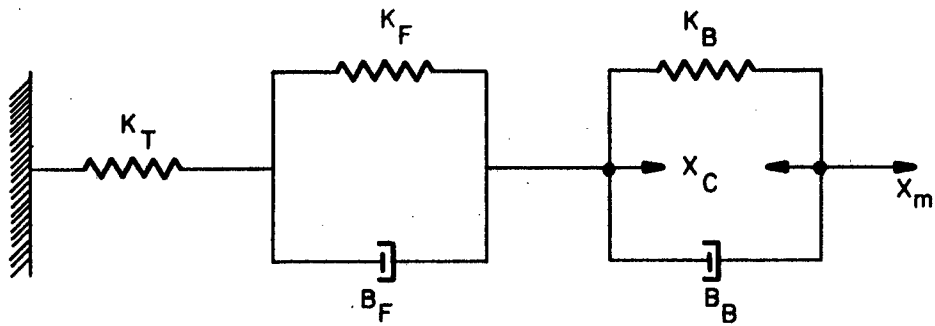 K_F
K_B
K_T
X_C
X_m
B_F
B_B